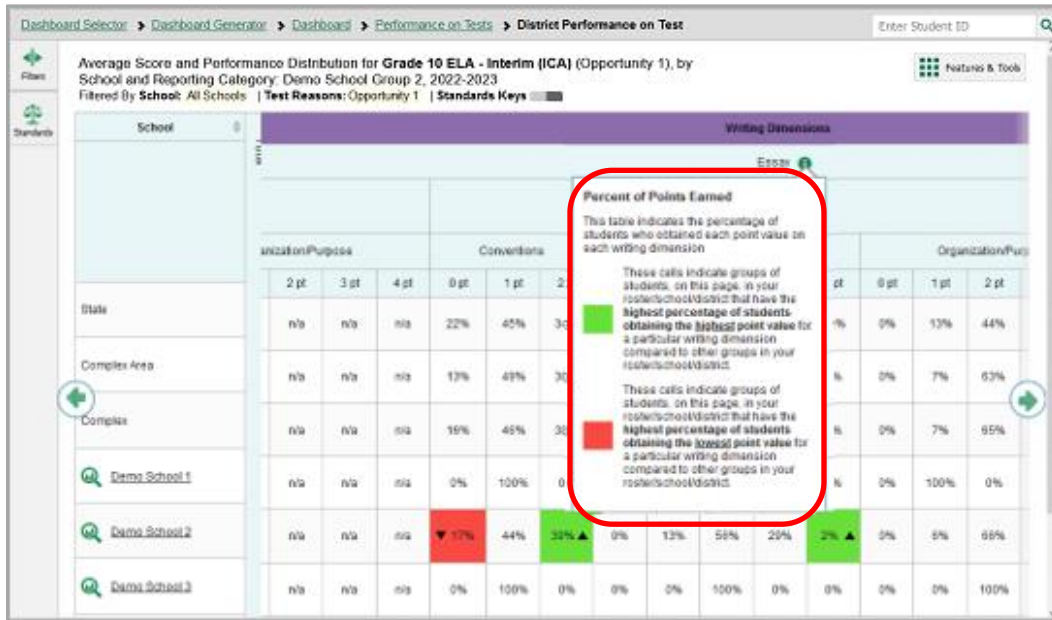 Dashboard Selector > Dashboard Generator > Dashboard > Performance on Tests > District Performance on Test
Enter Student ID
Filters
Standards
Average Score and Performance Distribution for Grade 10 ELA - Interim (ICA) (Opportunity 1), by
School and Reporting Category: Demo School Group 2, 2022-2023
Filtered By School: All Schools | Test Reasons: Opportunity 1 | Standards Keys
Features & Tools
School
Writing Dimensions
Essay
anization/Purpose
Conventions
Organization/Purp
2 pt 3 pt 4 pt 0 pt 1 pt 2 pt 0 pt 1 pt 2 pt
Percent of Points Earned
This table indicates the percentage of
students who obtained each point value on
each writing dimension
These cells indicate groups of
students, on this page, in your
roster/school/district that have the
highest percentage of students
obtaining the highest point value for
a particular writing dimension
compared to other groups in your
roster/school/district.
These cells indicate groups of
students, on this page, in your
roster/school/district that have the
highest percentage of students
obtaining the lowest point value for
a particular writing dimension
compared to other groups in your
roster/school/district.
State n/a n/a n/a 22% 45% % 0% 13% 44%
Complex Area n/a n/a n/a 13% 49% 0% 7% 63%
Complex n/a n/a n/a 16% 46% 0% 7% 65%
Demo School 1 n/a n/a n/a 0% 100% 0 % 0% 100% 0%
Demo School 2 n/a n/a n/a ▼ 17% 44% 39% ▲ 0% 13% 56% 29% 2% ▲ 0% 6% 66%
Demo School 3 n/a n/a n/a 0% 100% 0% 0% 0% 100% 0% 0% 0% 0% 100%